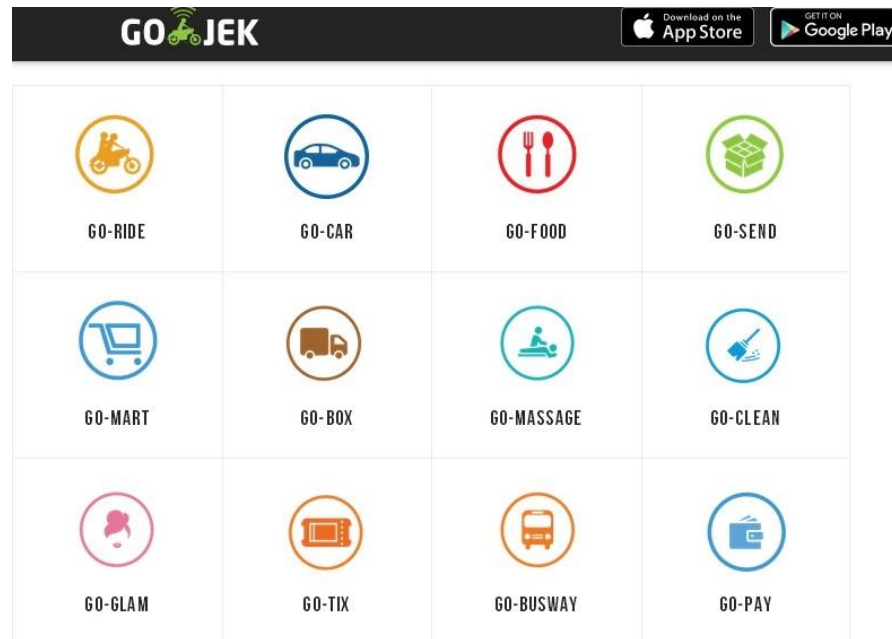 GO JEK
Download on the
App Store
GET IT ON
Google Play
GO-RIDE
GO-CAR
GO-FOOD
GO-SEND
GO-MART
GO-BOX
GO-MASSAGE
GO-CLEAN
GO-GLAM
GO-TIX
GO-BUSWAY
GO-PAY